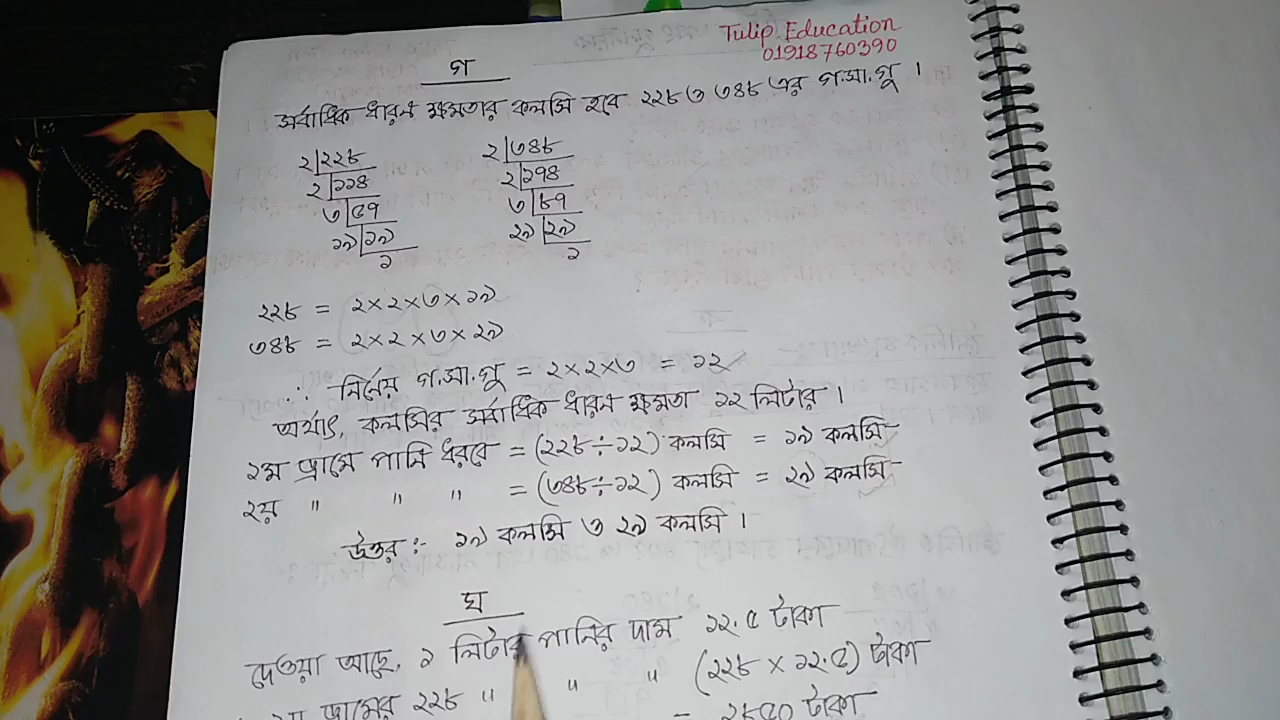 Tulip Education
01918760390
গ
সর্বাধিক ধারণ ক্ষমতার কলসি হবে ২২৮ ও ৩৪৮ এর গ.সা.গু ।
২ ২২৮
২ ১১৪
৩ ৫৭
১৯ ১৯
১
২ ৩৪৮
২ ১৭৪
৩ ৮৭
২৯ ২৯
১
২২৮ = ২×২×৩×১৯
৩৪৮ = ২×২×৩×২৯
∴ নির্ণেয় গ.সা.গু = ২×২×৩ = ১২
অর্থাৎ, কলসির সর্বাধিক ধারণ ক্ষমতা ১২ লিটার ।
১ম ড্রামে পানি ধরবে = (২২৮÷১২) কলসি = ১৯ কলসি
২য় " " " = (৩৪৮÷১২) কলসি = ২৯ কলসি
উত্তর :- ১৯ কলসি ও ২৯ কলসি ।
ঘ
দেওয়া আছে, ১ লিটার পানির দাম ১২.৫ টাকা
ড্রামের ২২৮ " " " (২২৮ × ১২.৫) টাকা
= ২৮৫০ টাকা